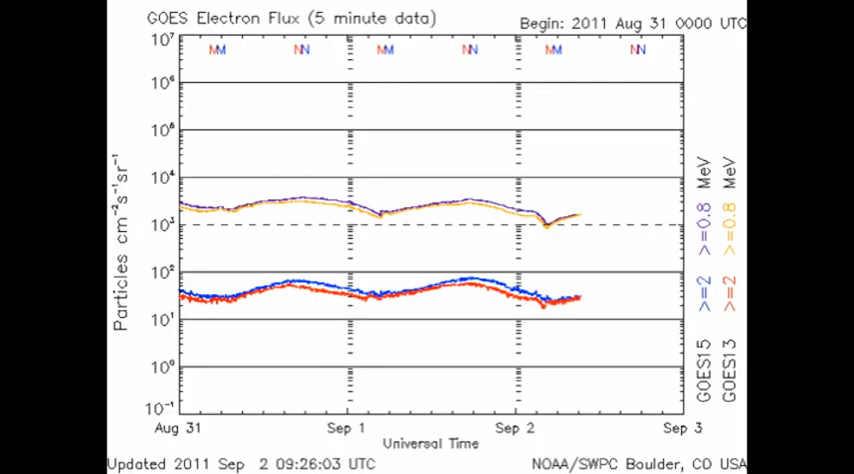 GOES Electron Flux (5 minute data)
Begin: 2011 Aug 31 0000 UTC
10⁷
10⁶
10⁶
10⁴
10³
10²
10¹
10⁰
10⁻¹
MM NN MM NN MM NN
Particles cm⁻²s⁻¹sr⁻¹
Aug 31 Sep 1 Sep 2 Sep 3
Universal Time
GOES15 >=2 >=0.8 MeV
GOES13 >=2 >=0.8 MeV
Updated 2011 Sep 2 09:26:03 UTC
NOAA/SWPC Boulder, CO USA